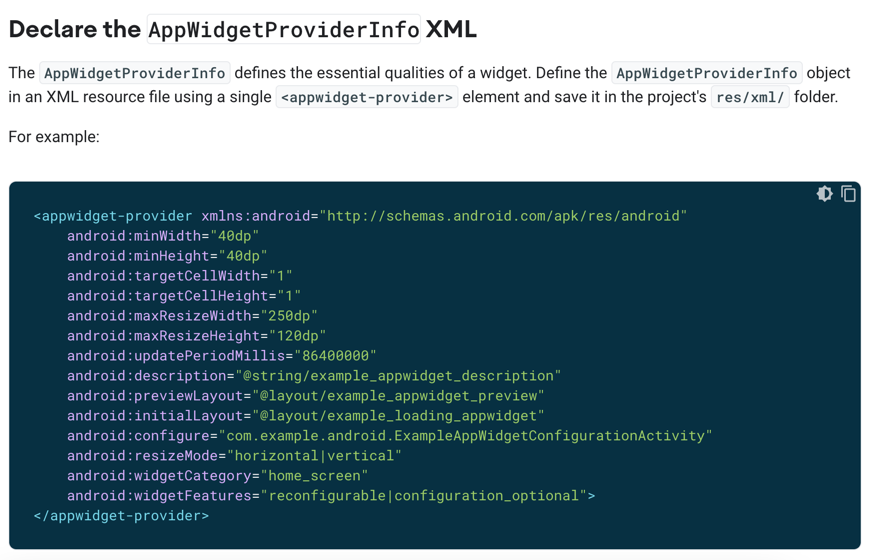 Declare the AppWidgetProviderInfo XML
The AppWidgetProviderInfo defines the essential qualities of a widget. Define the AppWidgetProviderInfo object
in an XML resource file using a single <appwidget-provider> element and save it in the project's res/xml/ folder.
For example:
<appwidget-provider xmlns:android="http://schemas.android.com/apk/res/android"
    android:minWidth="40dp"
    android:minHeight="40dp"
    android:targetCellWidth="1"
    android:targetCellHeight="1"
    android:maxResizeWidth="250dp"
    android:maxResizeHeight="120dp"
    android:updatePeriodMillis="86400000"
    android:description="@string/example_appwidget_description"
    android:previewLayout="@layout/example_appwidget_preview"
    android:initialLayout="@layout/example_loading_appwidget"
    android:configure="com.example.android.ExampleAppWidgetConfigurationActivity"
    android:resizeMode="horizontal|vertical"
    android:widgetCategory="home_screen"
    android:widgetFeatures="reconfigurable|configuration_optional">
</appwidget-provider>